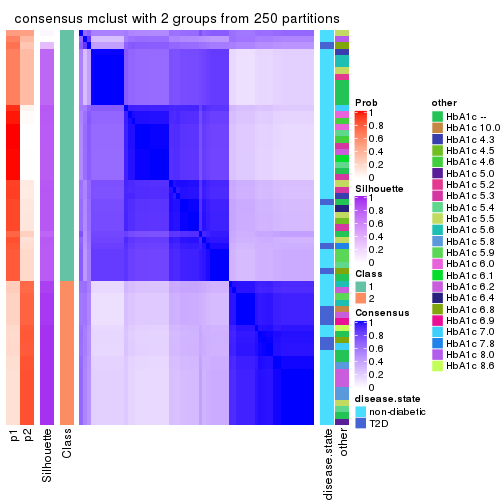 consensus mclust with 2 groups from 250 partitions
p1
p2
Silhouette
Class
disease.state
other
Prob
1
0.8
0.6
0.4
0.2
0
Silhouette
1
0.8
0.6
0.4
0.2
0
Class
1
2
Consensus
1
0.8
0.6
0.4
0.2
0
disease.state
non-diabetic
T2D
other
HbA1c --
HbA1c 10.0
HbA1c 4.3
HbA1c 4.5
HbA1c 4.6
HbA1c 5.0
HbA1c 5.2
HbA1c 5.3
HbA1c 5.4
HbA1c 5.5
HbA1c 5.6
HbA1c 5.8
HbA1c 5.9
HbA1c 6.0
HbA1c 6.1
HbA1c 6.2
HbA1c 6.4
HbA1c 6.8
HbA1c 6.9
HbA1c 7.0
HbA1c 7.8
HbA1c 8.0
HbA1c 8.6